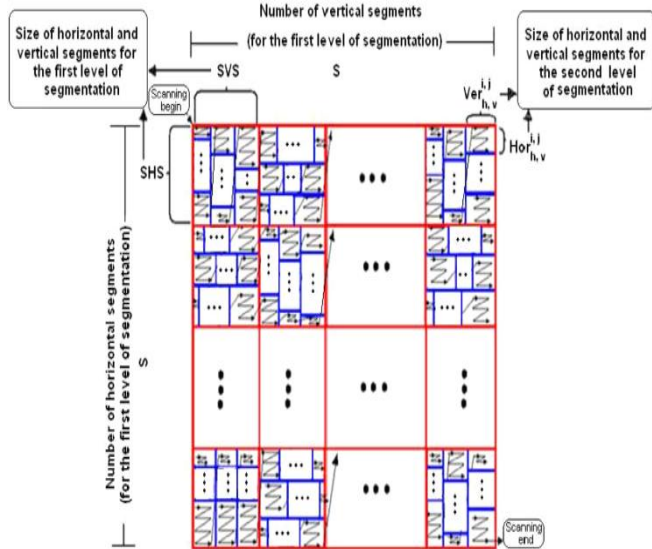 Number of vertical segments
(for the first level of segmentation)
S
Size of horizontal and
vertical segments for
the first level of
segmentation
SVS
Scanning
begin
Size of horizontal and
vertical segments for
the second level
of segmentation
Ver i, j h, v
Hor i, j h, v
SHS
Number of horizontal segments
(for the first level of segmentation)
S
Scanning
end